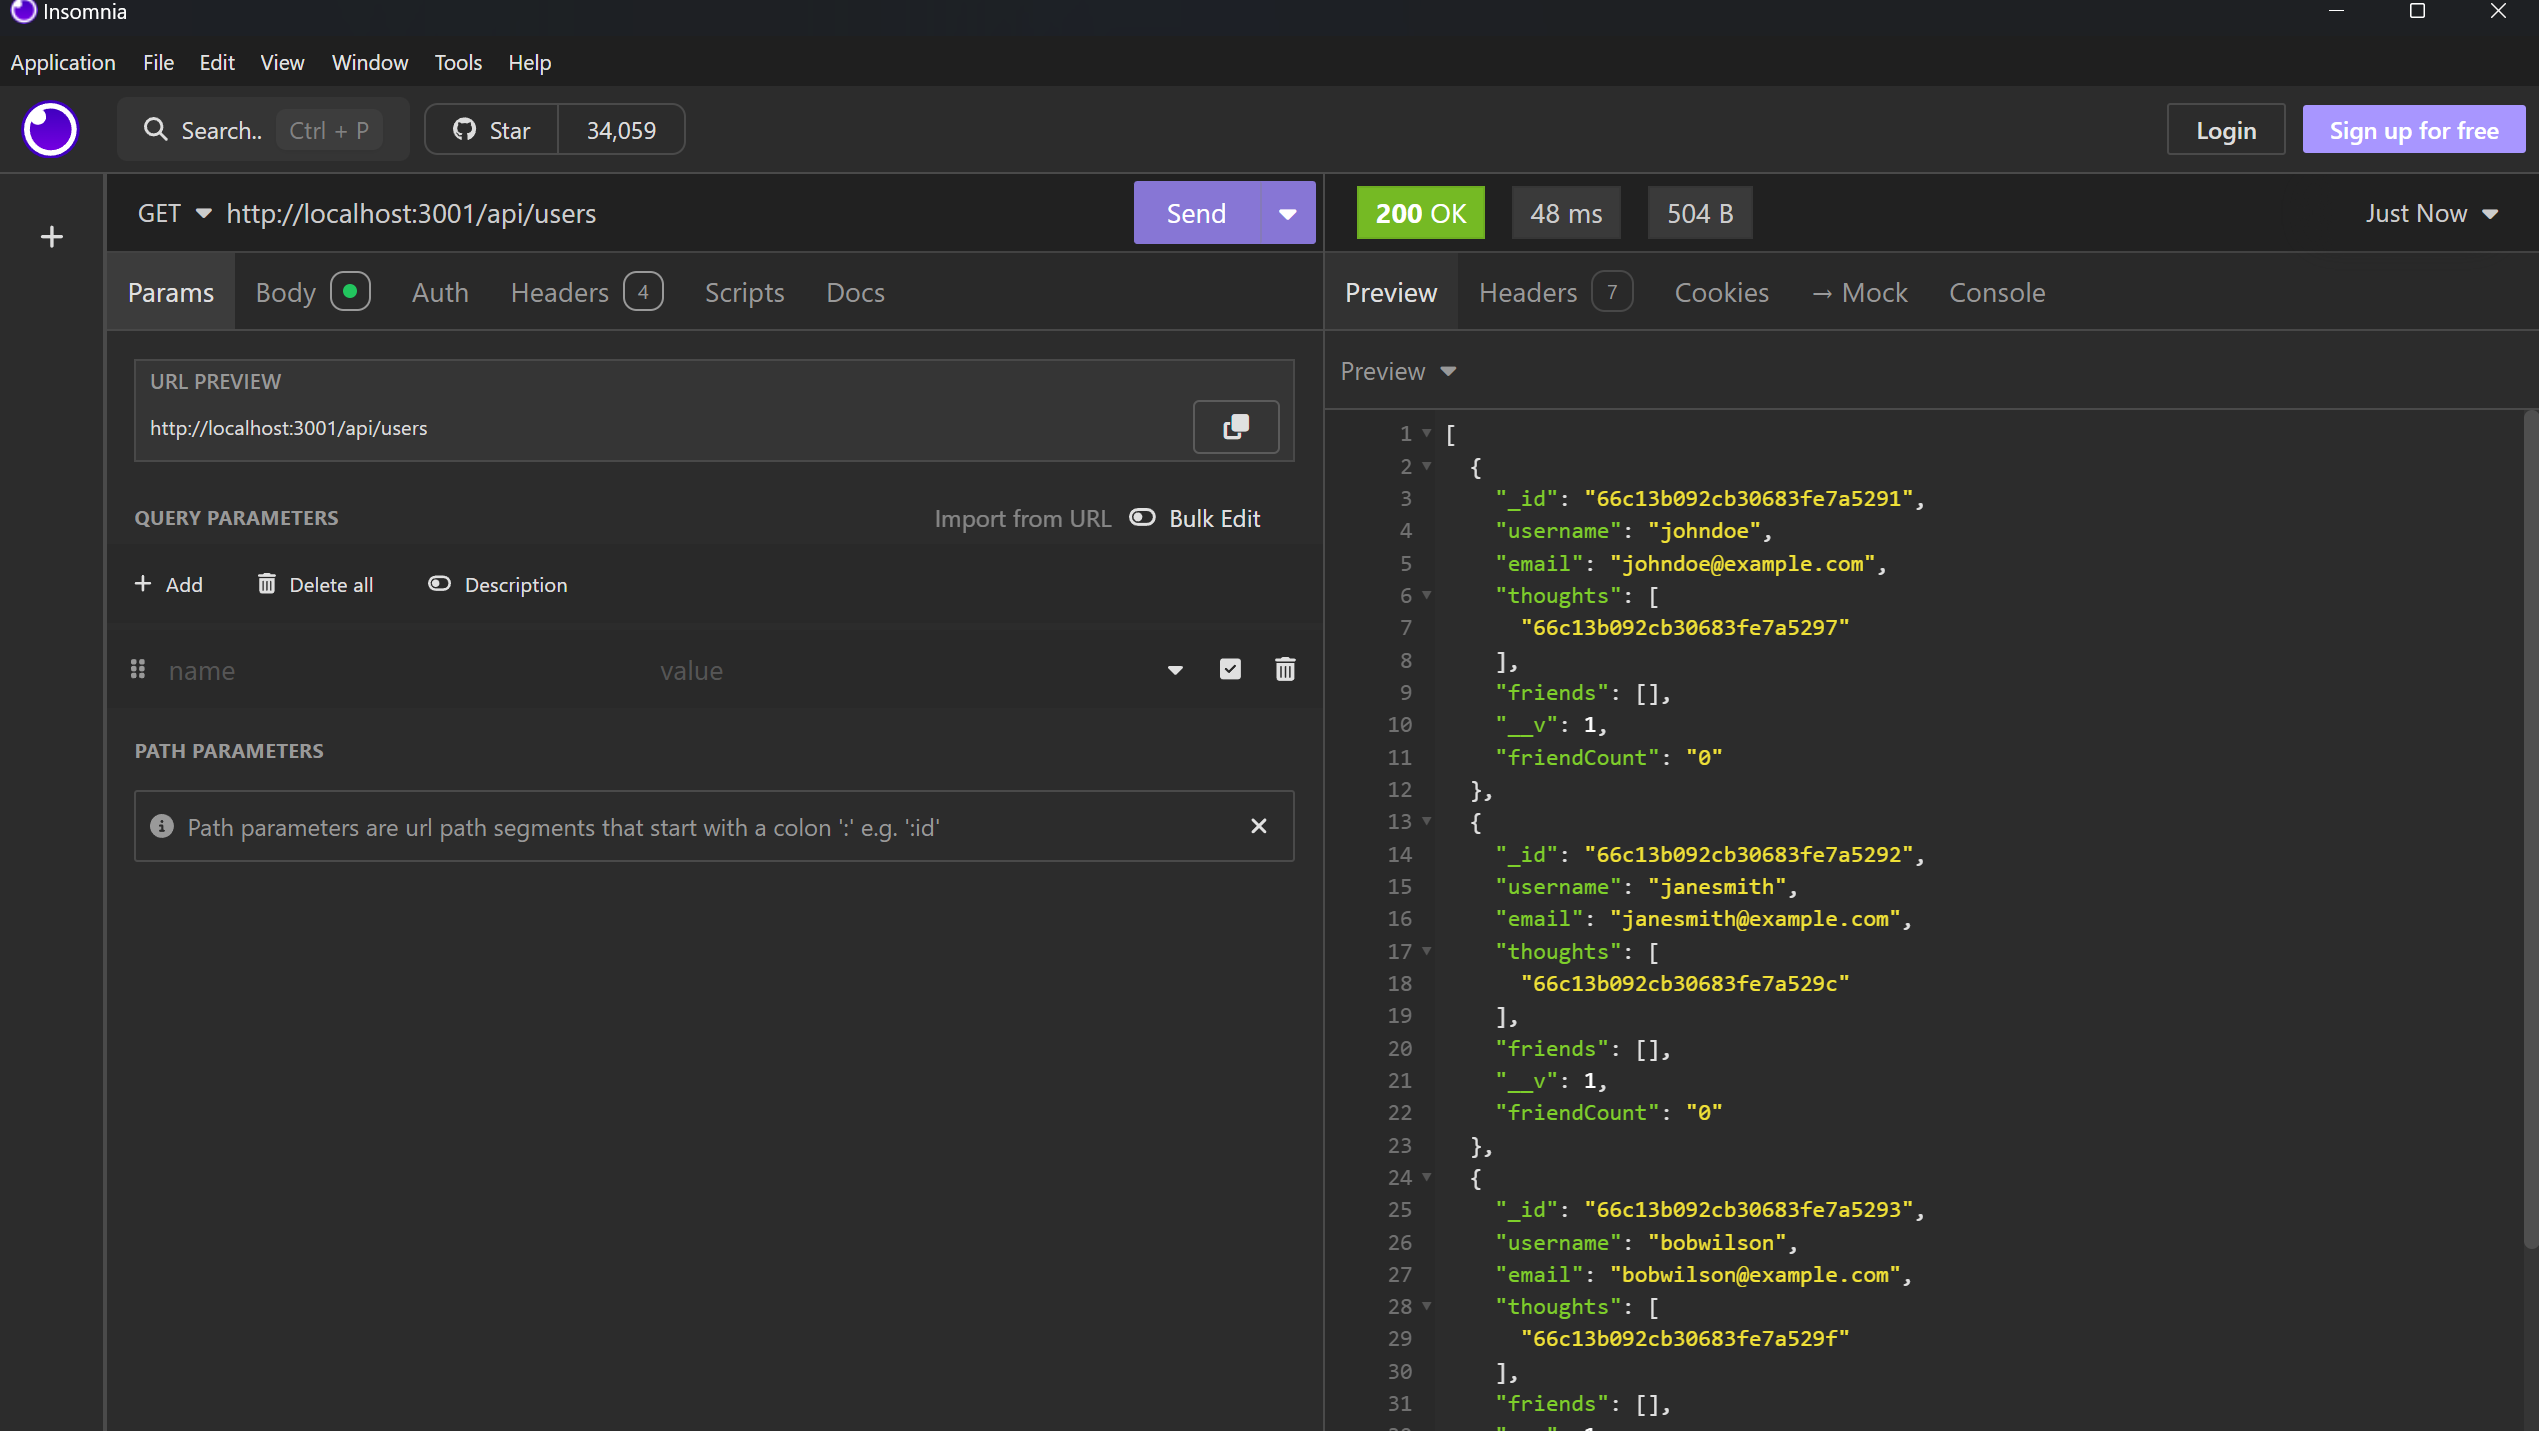 Insomnia
Application File Edit View Window Tools Help
Search.. Ctrl + P Star 34,059 Login Sign up for free
GET http://localhost:3001/api/users Send
Params Body Auth Headers 4 Scripts Docs
URL PREVIEW
http://localhost:3001/api/users
QUERY PARAMETERS Import from URL Bulk Edit
+ Add Delete all Description
name value
PATH PARAMETERS
Path parameters are url path segments that start with a colon ':' e.g. ':id'
200 OK 48 ms 504 B Just Now
Preview Headers 7 Cookies → Mock Console
Preview
1 [
2 {
3 "_id": "66c13b092cb30683fe7a5291",
4 "username": "johndoe",
5 "email": "johndoe@example.com",
6 "thoughts": [
7 "66c13b092cb30683fe7a5297"
8 ],
9 "friends": [],
10 "__v": 1,
11 "friendCount": "0"
12 },
13 {
14 "_id": "66c13b092cb30683fe7a5292",
15 "username": "janesmith",
16 "email": "janesmith@example.com",
17 "thoughts": [
18 "66c13b092cb30683fe7a529c"
19 ],
20 "friends": [],
21 "__v": 1,
22 "friendCount": "0"
23 },
24 {
25 "_id": "66c13b092cb30683fe7a5293",
26 "username": "bobwilson",
27 "email": "bobwilson@example.com",
28 "thoughts": [
29 "66c13b092cb30683fe7a529f"
30 ],
31 "friends": [],